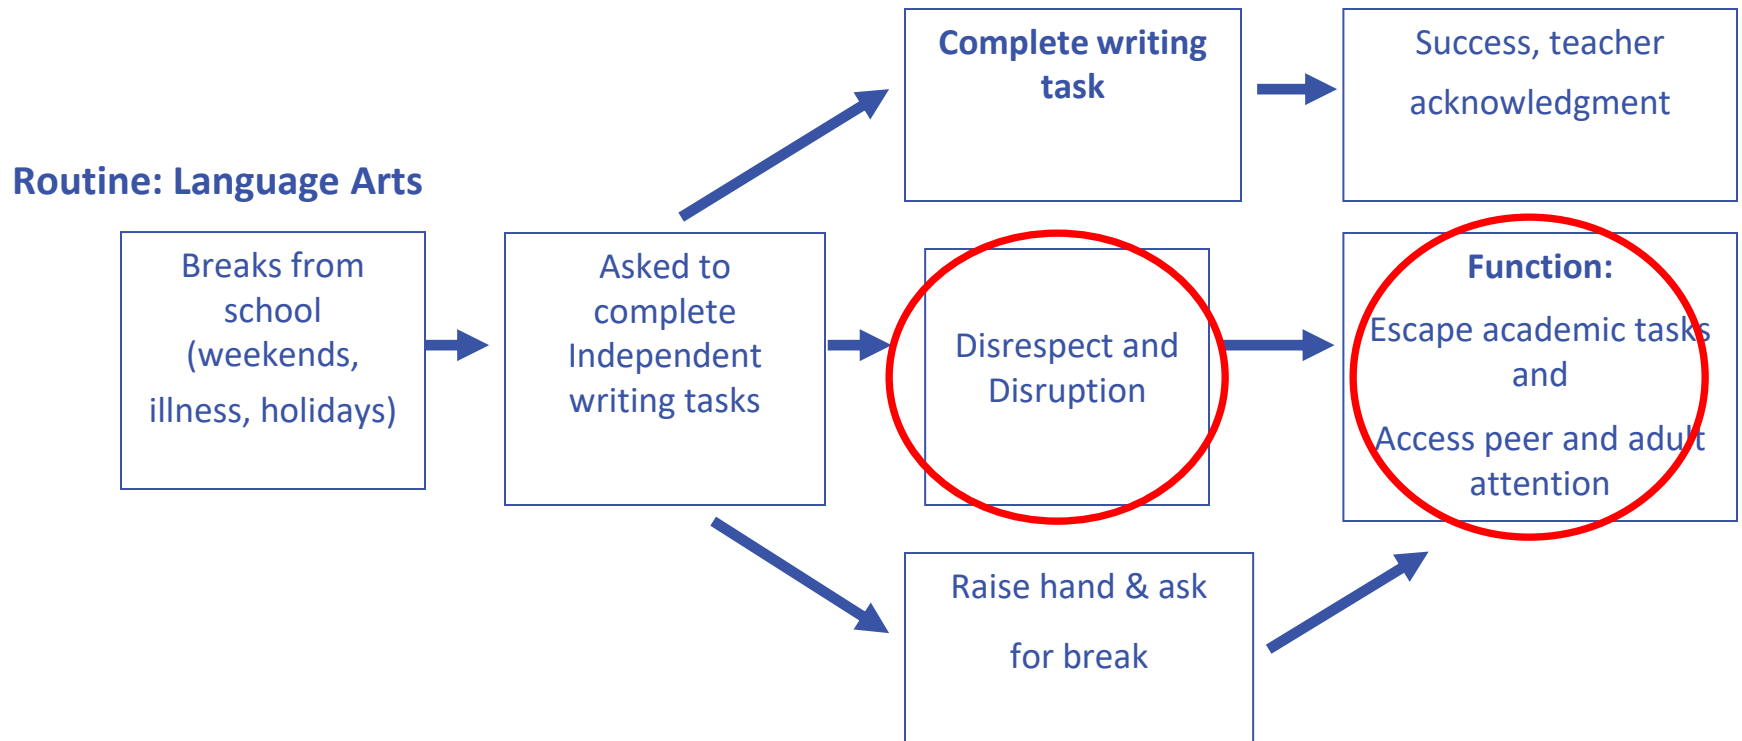 Complete writing
task
Success, teacher
acknowledgment
Routine: Language Arts
Breaks from
school
(weekends,
illness, holidays)
Asked to
complete
Independent
writing tasks
Disrespect and
Disruption
Function:
Escape academic tasks
and
Access peer and adult
attention
Raise hand & ask
for break